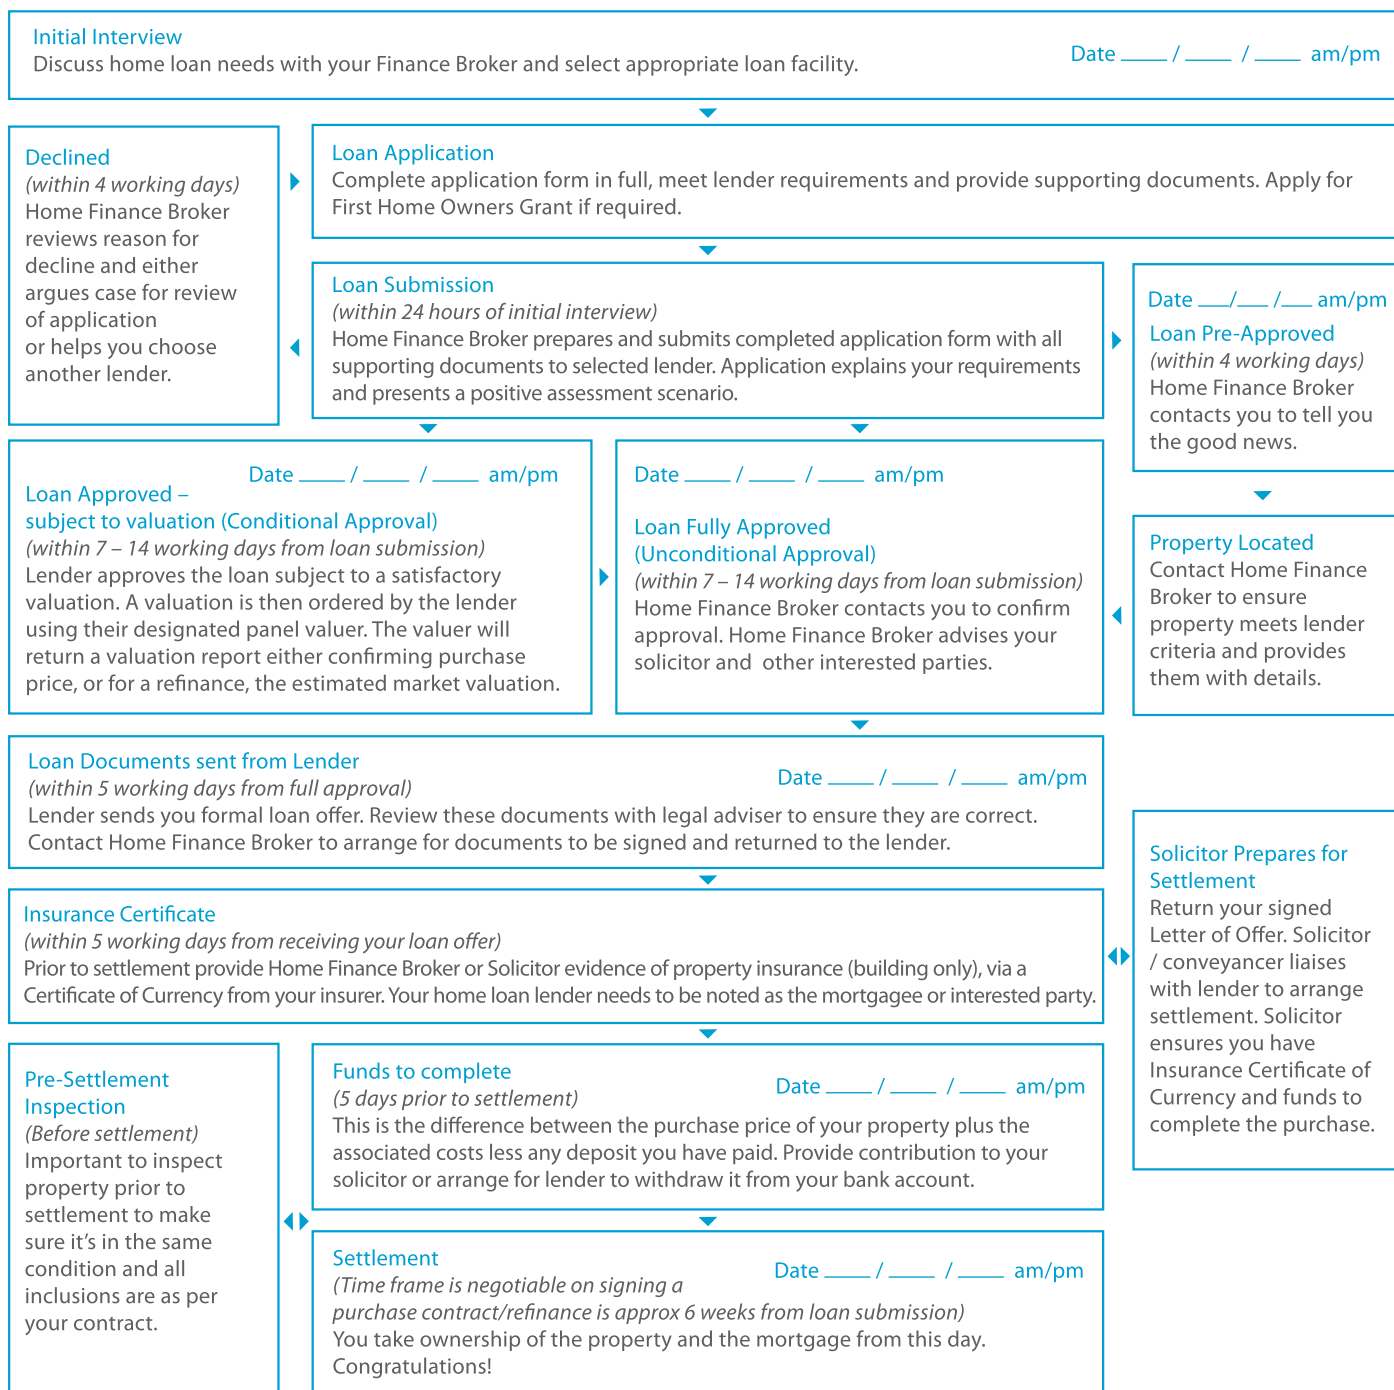 Initial Interview
Discuss home loan needs with your Finance Broker and select appropriate loan facility.
Date ____ / ____ / ____ am/pm
Declined
(within 4 working days)
Home Finance Broker
reviews reason for
decline and either
argues case for review
of application
or helps you choose
another lender.
Loan Application
Complete application form in full, meet lender requirements and provide supporting documents. Apply for
First Home Owners Grant if required.
Loan Submission
(within 24 hours of initial interview)
Home Finance Broker prepares and submits completed application form with all
supporting documents to selected lender. Application explains your requirements
and presents a positive assessment scenario.
Date ___/___ /___ am/pm
Loan Pre-Approved
(within 4 working days)
Home Finance Broker
contacts you to tell you
the good news.
Date ____ / ____ / ____ am/pm
Loan Approved –
subject to valuation (Conditional Approval)
(within 7 – 14 working days from loan submission)
Lender approves the loan subject to a satisfactory
valuation. A valuation is then ordered by the lender
using their designated panel valuer. The valuer will
return a valuation report either confirming purchase
price, or for a refinance, the estimated market valuation.
Date ____ / ____ / ____ am/pm
Loan Fully Approved
(Unconditional Approval)
(within 7 – 14 working days from loan submission)
Home Finance Broker contacts you to confirm
approval. Home Finance Broker advises your
solicitor and other interested parties.
Property Located
Contact Home Finance
Broker to ensure
property meets lender
criteria and provides
them with details.
Loan Documents sent from Lender
(within 5 working days from full approval)
Date ____ / ____ / ____ am/pm
Lender sends you formal loan offer. Review these documents with legal adviser to ensure they are correct.
Contact Home Finance Broker to arrange for documents to be signed and returned to the lender.
Solicitor Prepares for
Settlement
Return your signed
Letter of Offer. Solicitor
/ conveyancer liaises
with lender to arrange
settlement. Solicitor
ensures you have
Insurance Certificate of
Currency and funds to
complete the purchase.
Insurance Certificate
(within 5 working days from receiving your loan offer)
Prior to settlement provide Home Finance Broker or Solicitor evidence of property insurance (building only), via a
Certificate of Currency from your insurer. Your home loan lender needs to be noted as the mortgagee or interested party.
Pre-Settlement
Inspection
(Before settlement)
Important to inspect
property prior to
settlement to make
sure it’s in the same
condition and all
inclusions are as per
your contract.
Funds to complete
(5 days prior to settlement)
Date ____ / ____ / ____ am/pm
This is the difference between the purchase price of your property plus the
associated costs less any deposit you have paid. Provide contribution to your
solicitor or arrange for lender to withdraw it from your bank account.
Settlement
Date ____ / ____ / ____ am/pm
(Time frame is negotiable on signing a
purchase contract/refinance is approx 6 weeks from loan submission)
You take ownership of the property and the mortgage from this day.
Congratulations!